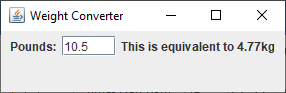 Weight Converter
Pounds: 10.5 This is equivalent to 4.77kg